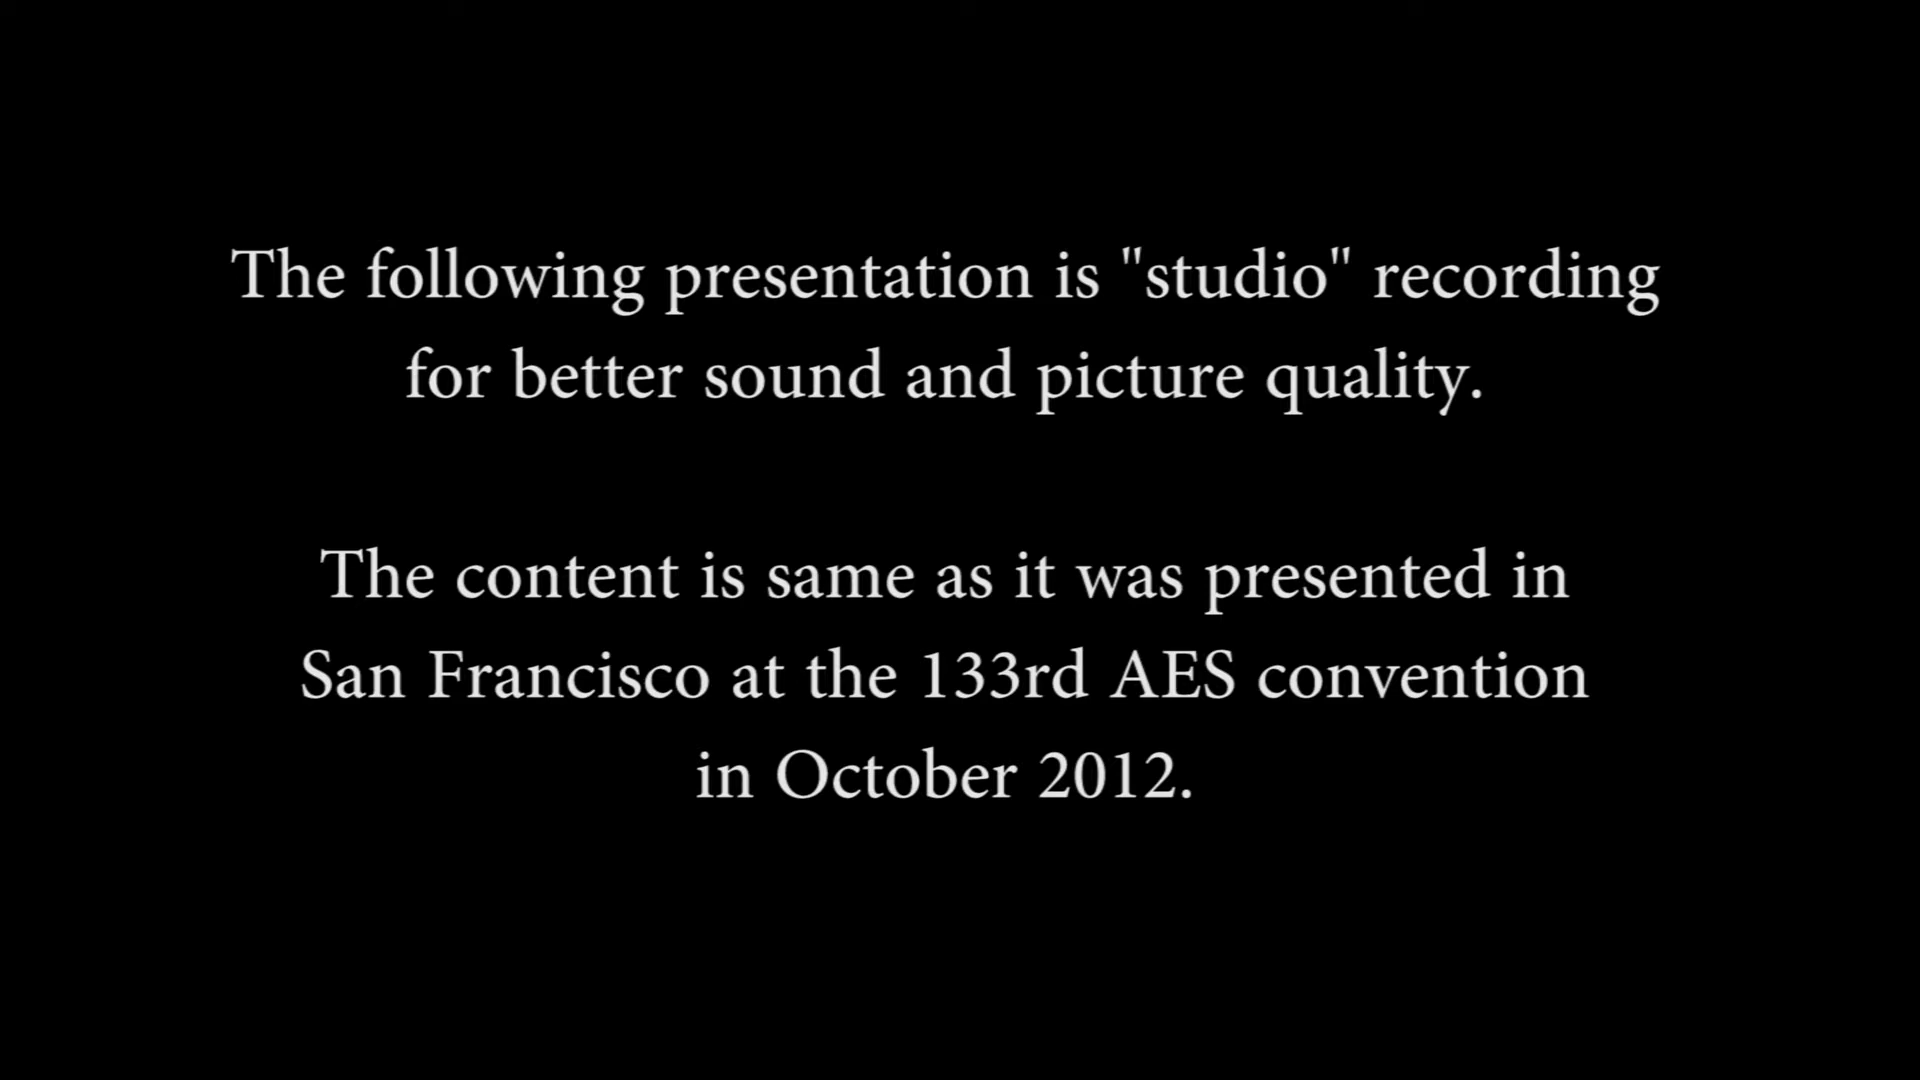 The following presentation is "studio" recording
for better sound and picture quality.
The content is same as it was presented in
San Francisco at the 133rd AES convention
in October 2012.